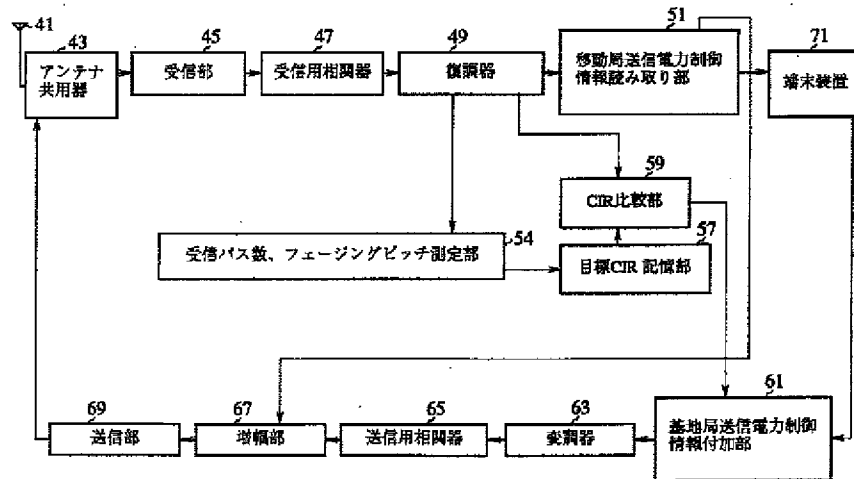 41
43
アンテナ
共用器
45
受信部
47
受信用相関器
49
復調器
51
移動局送信電力制御
情報読み取り部
71
端末装置
59
CIR比較部
54
受信パス数、フェージングピッチ測定部
57
目標CIR 記憶部
69
送信部
67
増幅部
65
送信用相関器
63
変調器
61
基地局送信電力制御
情報付加部